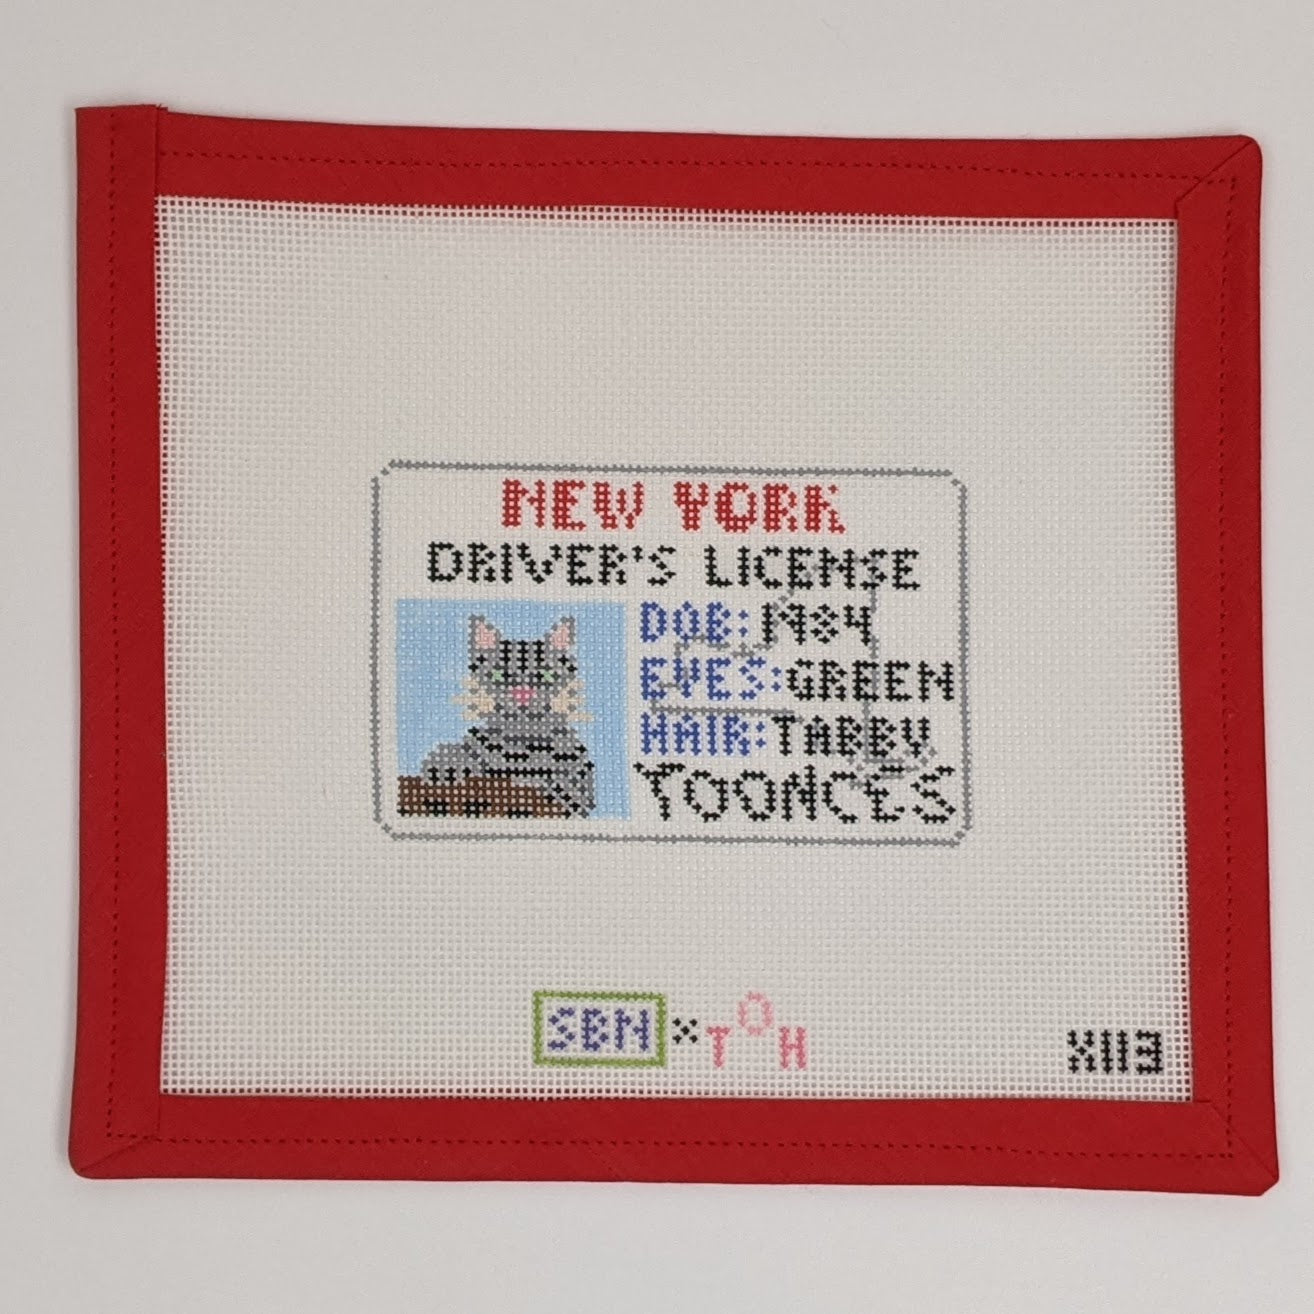 NEW YORK
DRIVER'S LICENSE
DOB: 1984
EYES: GREEN
HAIR: TABBY
TOONCES
SBN x TOH
X113